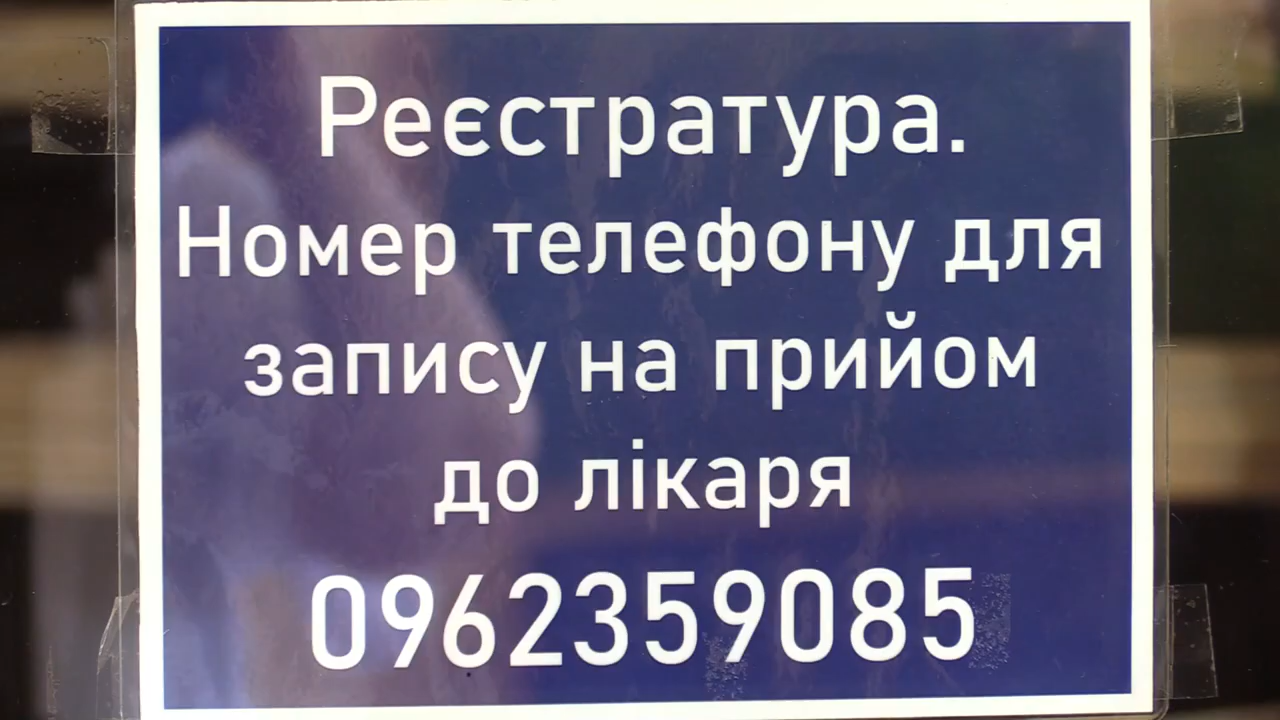 Реєстратура.
Номер телефону для
запису на прийом
до лікаря
0962359085